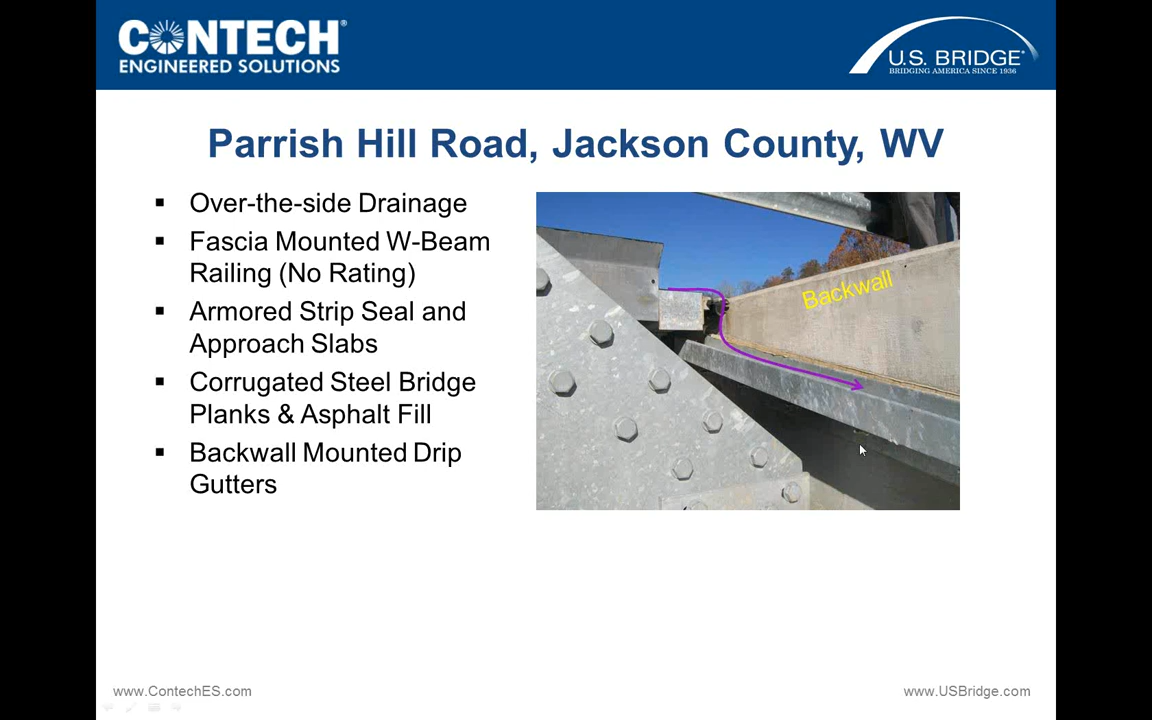 CONTECH®
ENGINEERED SOLUTIONS
U.S. BRIDGE®
BRIDGING AMERICA SINCE 1936
Parrish Hill Road, Jackson County, WV
▪ Over-the-side Drainage
▪ Fascia Mounted W-Beam
Railing (No Rating)
▪ Armored Strip Seal and
Approach Slabs
▪ Corrugated Steel Bridge
Planks & Asphalt Fill
▪ Backwall Mounted Drip
Gutters
Backwall
www.ContechES.com
www.USBridge.com